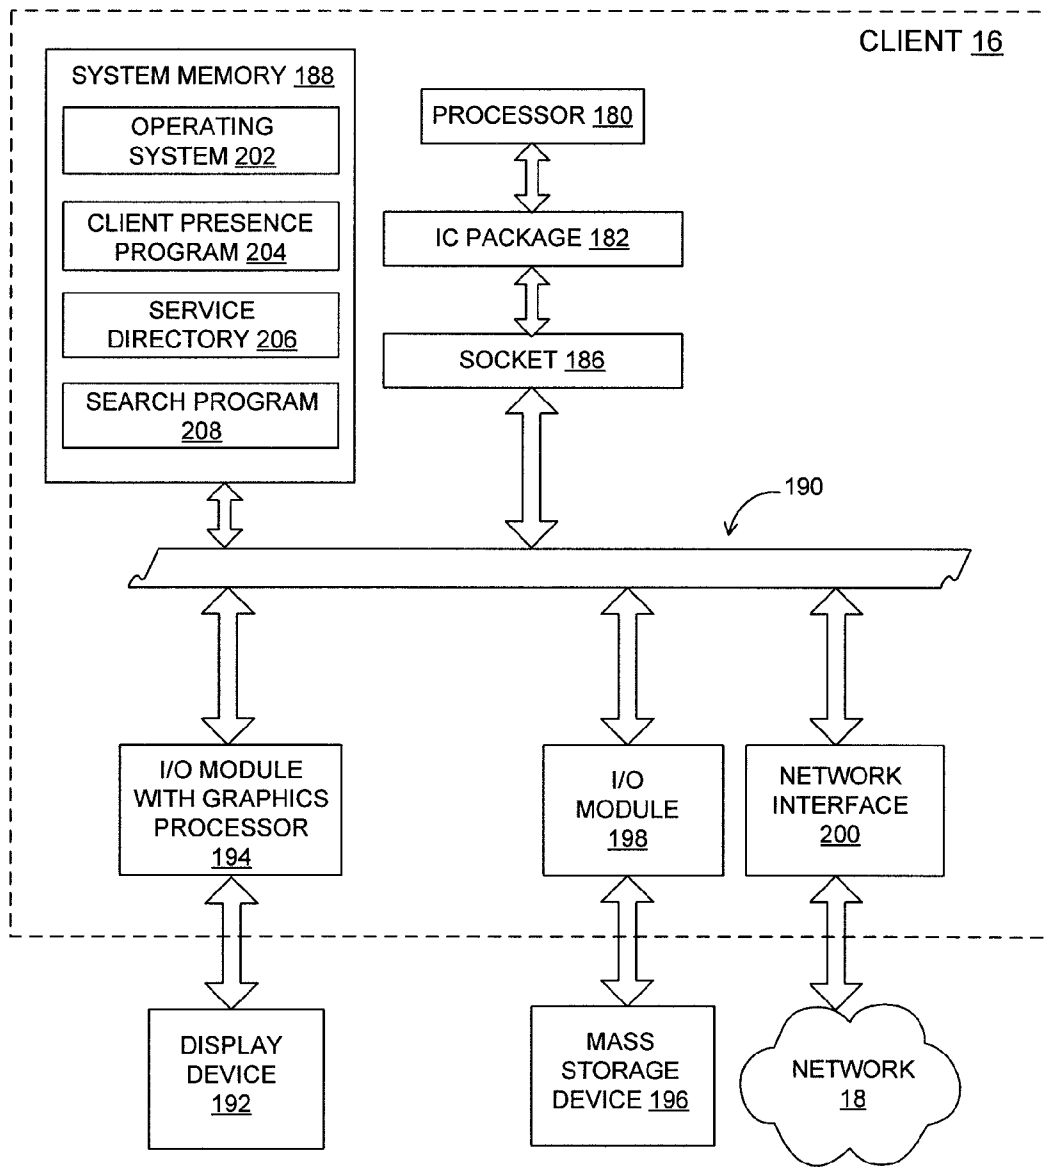 CLIENT 16
SYSTEM MEMORY 188
OPERATING
SYSTEM 202
CLIENT PRESENCE
PROGRAM 204
SERVICE
DIRECTORY 206
SEARCH PROGRAM
208
PROCESSOR 180
IC PACKAGE 182
SOCKET 186
190
I/O MODULE
WITH GRAPHICS
PROCESSOR
194
I/O
MODULE
198
NETWORK
INTERFACE
200
DISPLAY
DEVICE
192
MASS
STORAGE
DEVICE 196
NETWORK
18